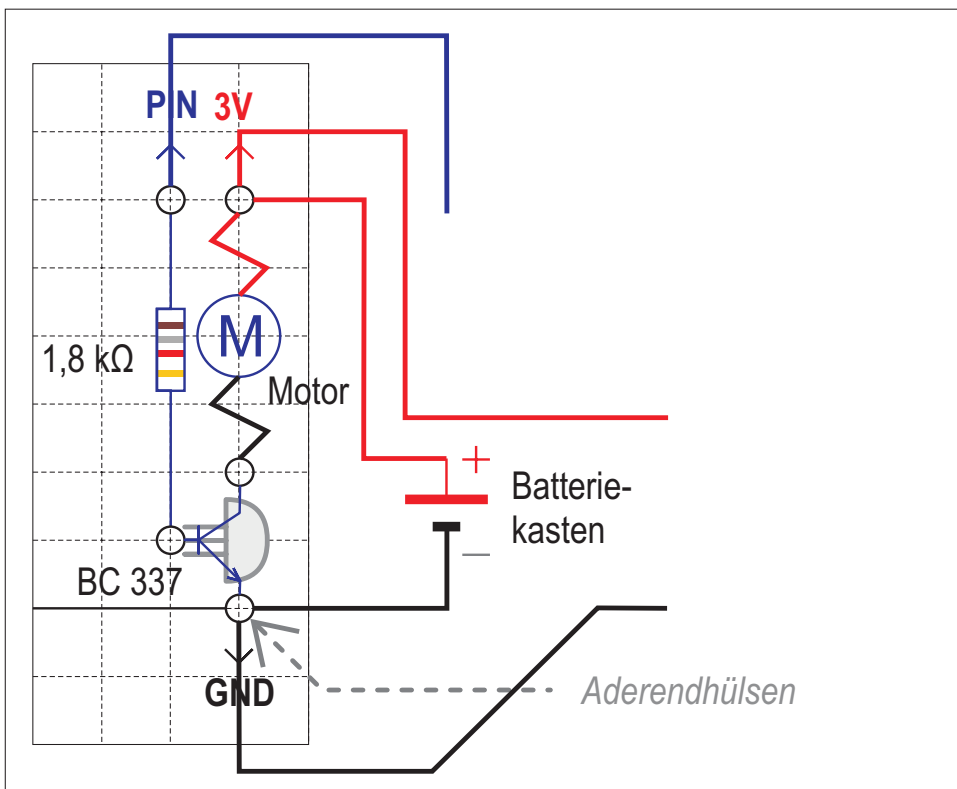 PIN 3V
1,8 kΩ
M
Motor
+
Batterie-
kasten
–
BC 337
GND
Aderendhülsen